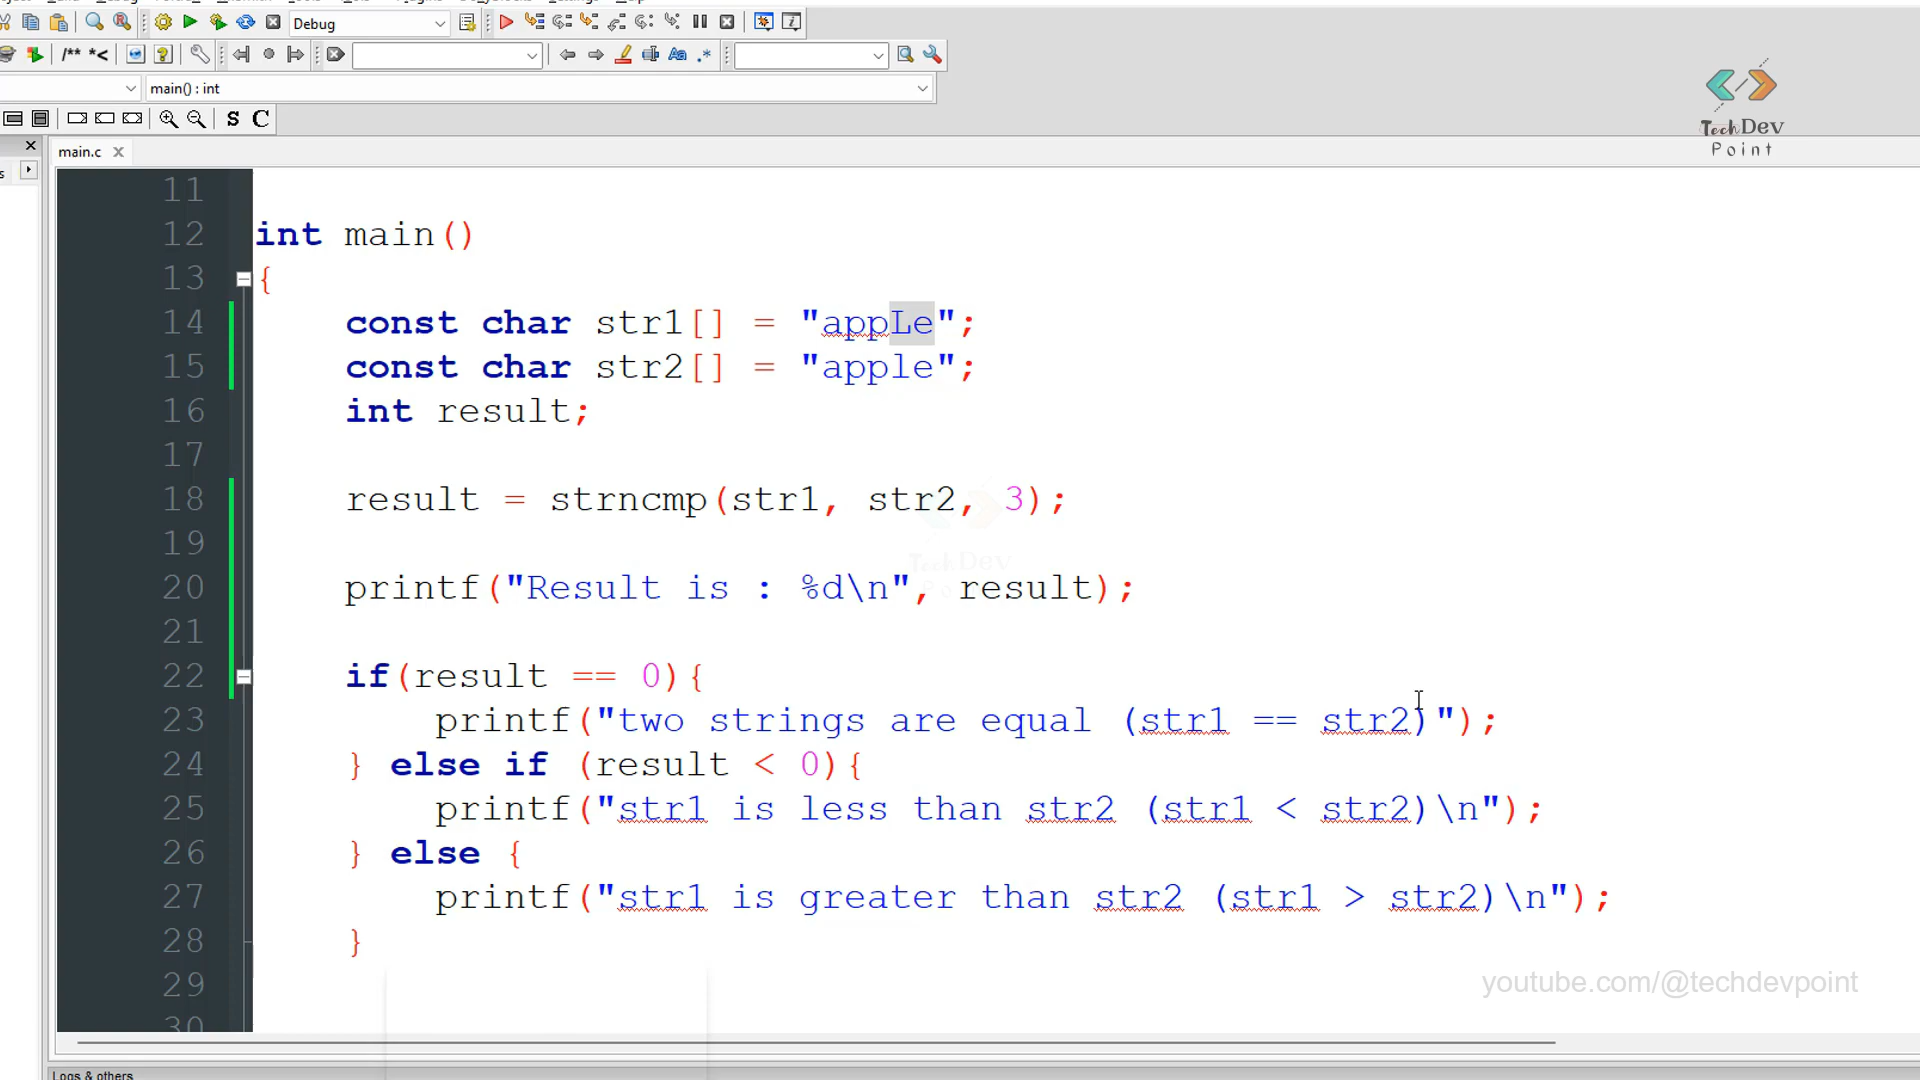 Debug
/** *<
Aa .*
main() : int
S C
TechDev
Point
main.c
s
11
12 int main()
13 {
14 const char str1[] = "appLe";
15 const char str2[] = "apple";
16 int result;
17
18 result = strncmp(str1, str2, 3);
19
20 printf("Result is : %d\n", result);
21
22 if(result == 0){
23 printf("two strings are equal (str1 == str2)");
24 } else if (result < 0){
25 printf("str1 is less than str2 (str1 < str2)\n");
26 } else {
27 printf("str1 is greater than str2 (str1 > str2)\n");
28 }
29
30
TechDev
youtube.com/@techdevpoint
Logs & others